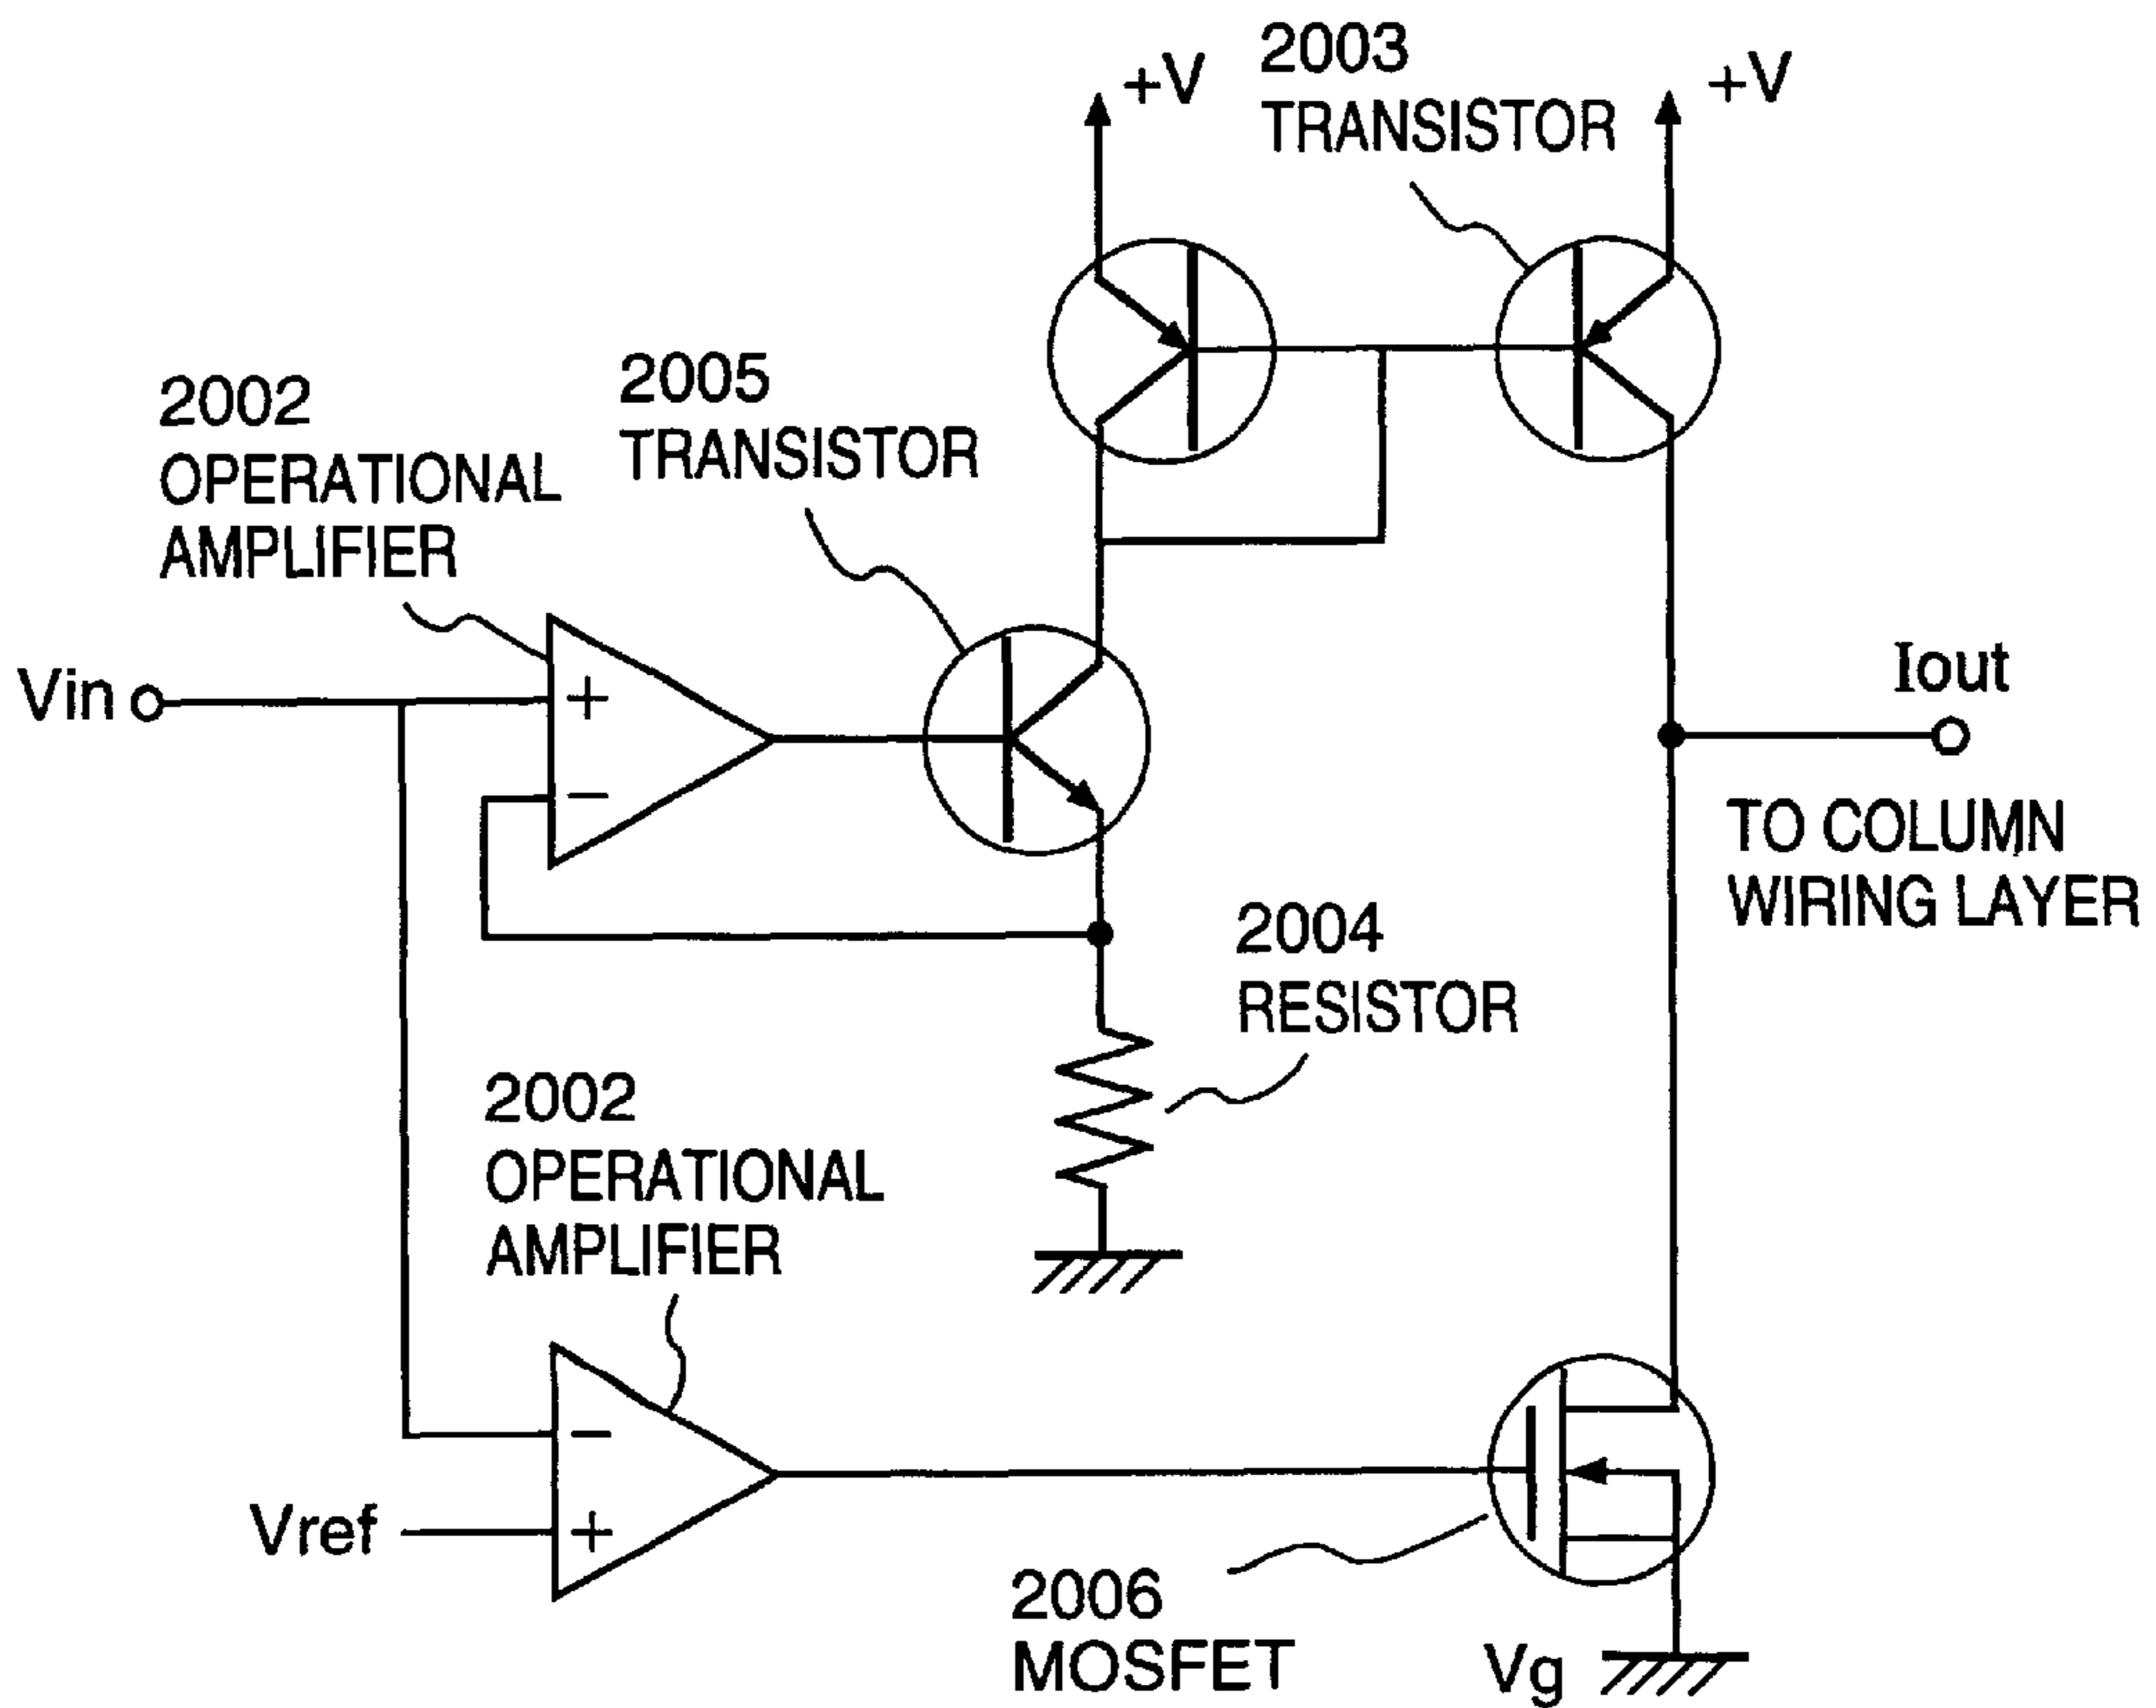 +V
2003
TRANSISTOR
+V
2005
TRANSISTOR
2002
OPERATIONAL
AMPLIFIER
Vin
+
−
Iout
TO COLUMN
WIRING LAYER
2004
RESISTOR
2002
OPERATIONAL
AMPLIFIER
−
Vref
+
2006
MOSFET
Vg